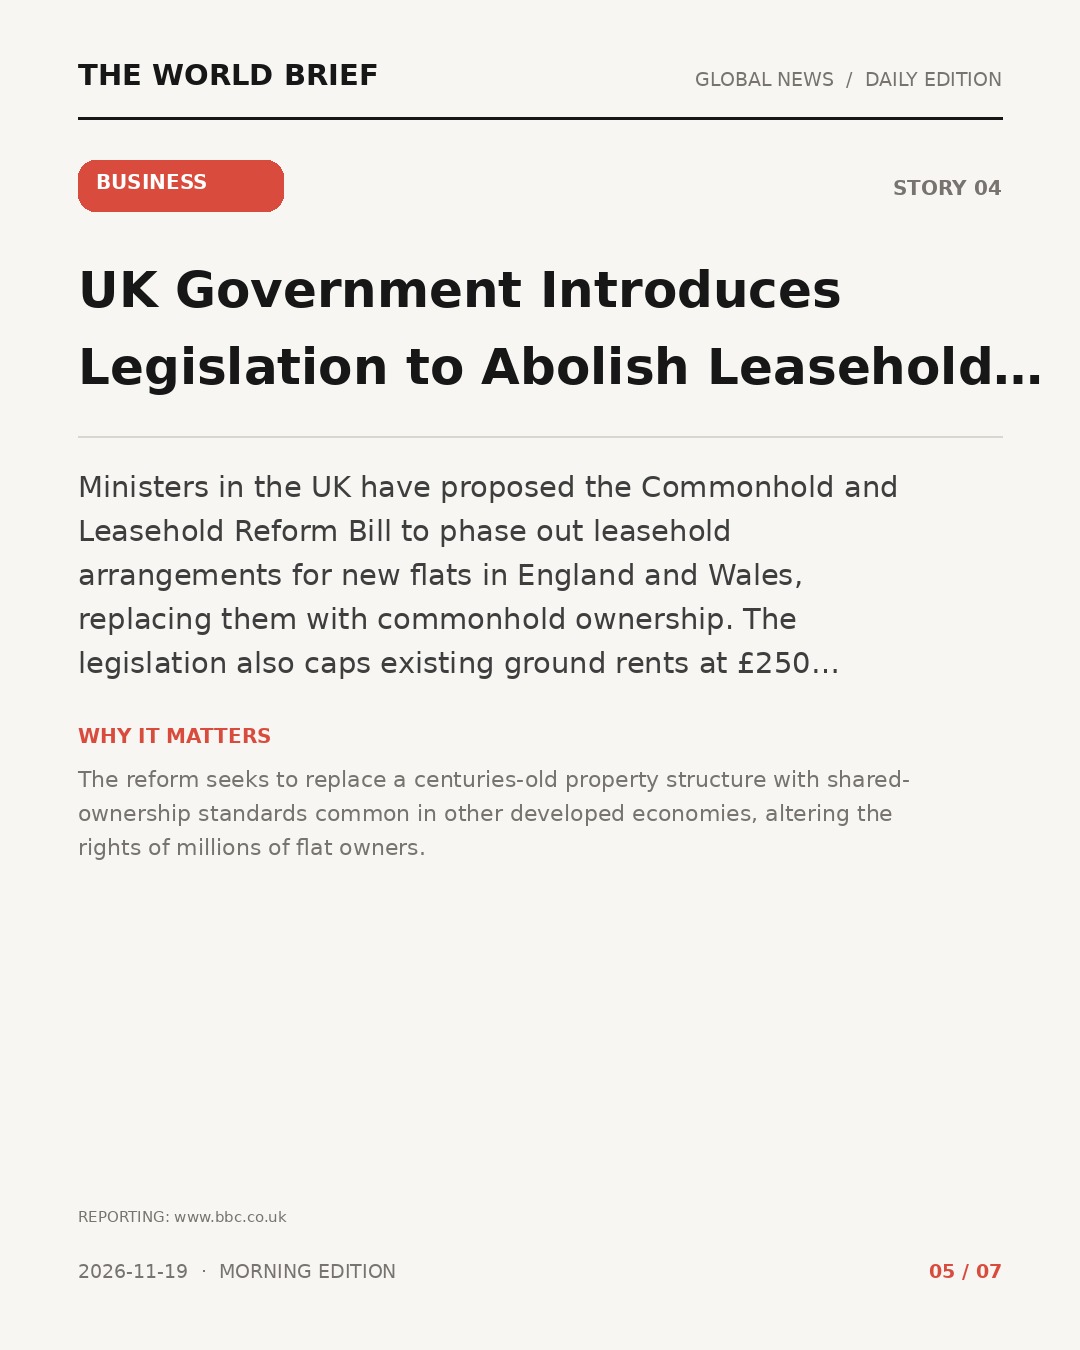 THE WORLD BRIEF
GLOBAL NEWS / DAILY EDITION
BUSINESS
STORY 04
UK Government Introduces
Legislation to Abolish Leasehold…
Ministers in the UK have proposed the Commonhold and
Leasehold Reform Bill to phase out leasehold
arrangements for new flats in England and Wales,
replacing them with commonhold ownership. The
legislation also caps existing ground rents at £250…
WHY IT MATTERS
The reform seeks to replace a centuries-old property structure with shared-
ownership standards common in other developed economies, altering the
rights of millions of flat owners.
REPORTING: www.bbc.co.uk
2026-11-19 · MORNING EDITION
05 / 07